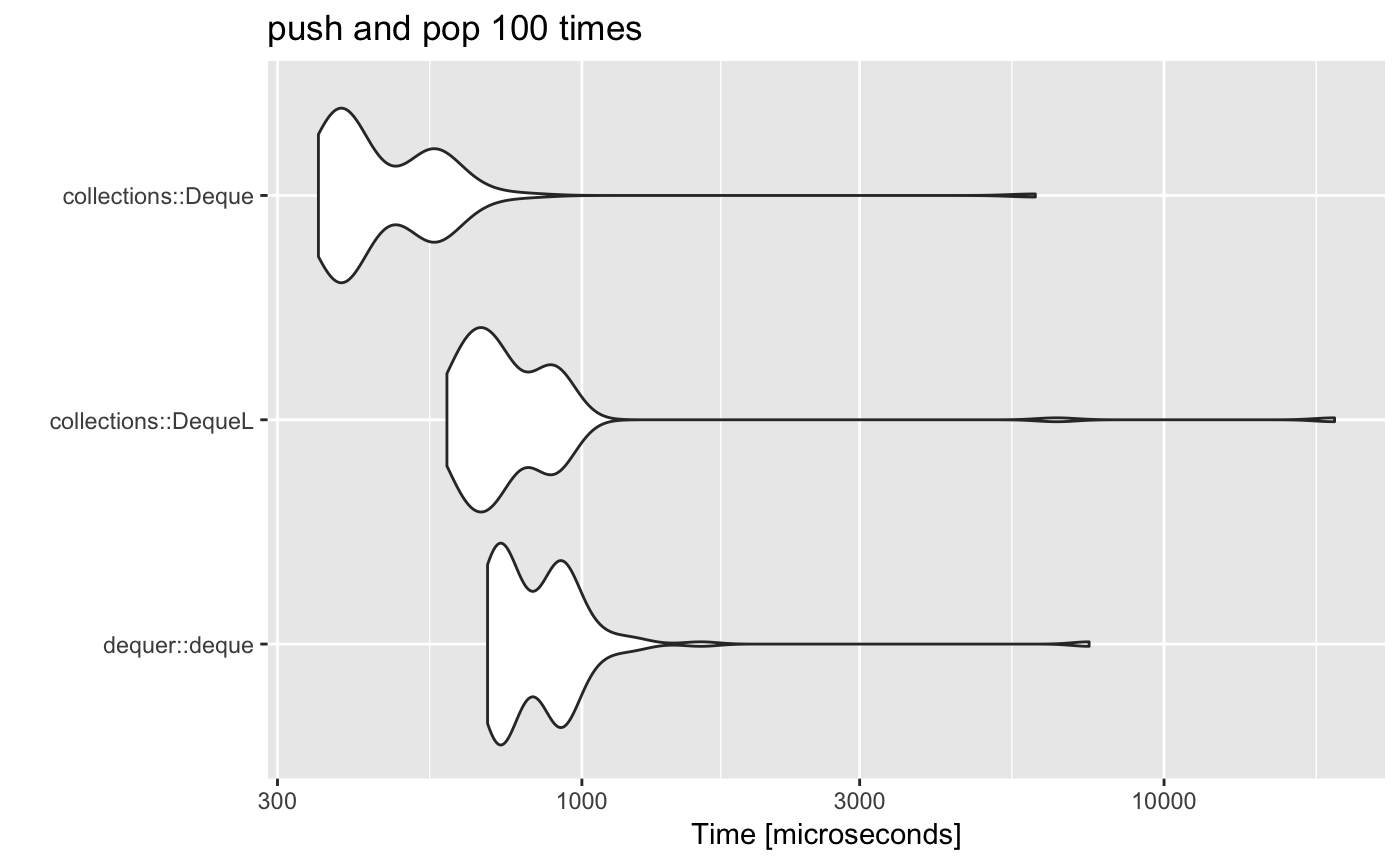 push and pop 100 times
collections::Deque
collections::DequeL
dequer::deque
300 1000 3000 10000
Time [microseconds]